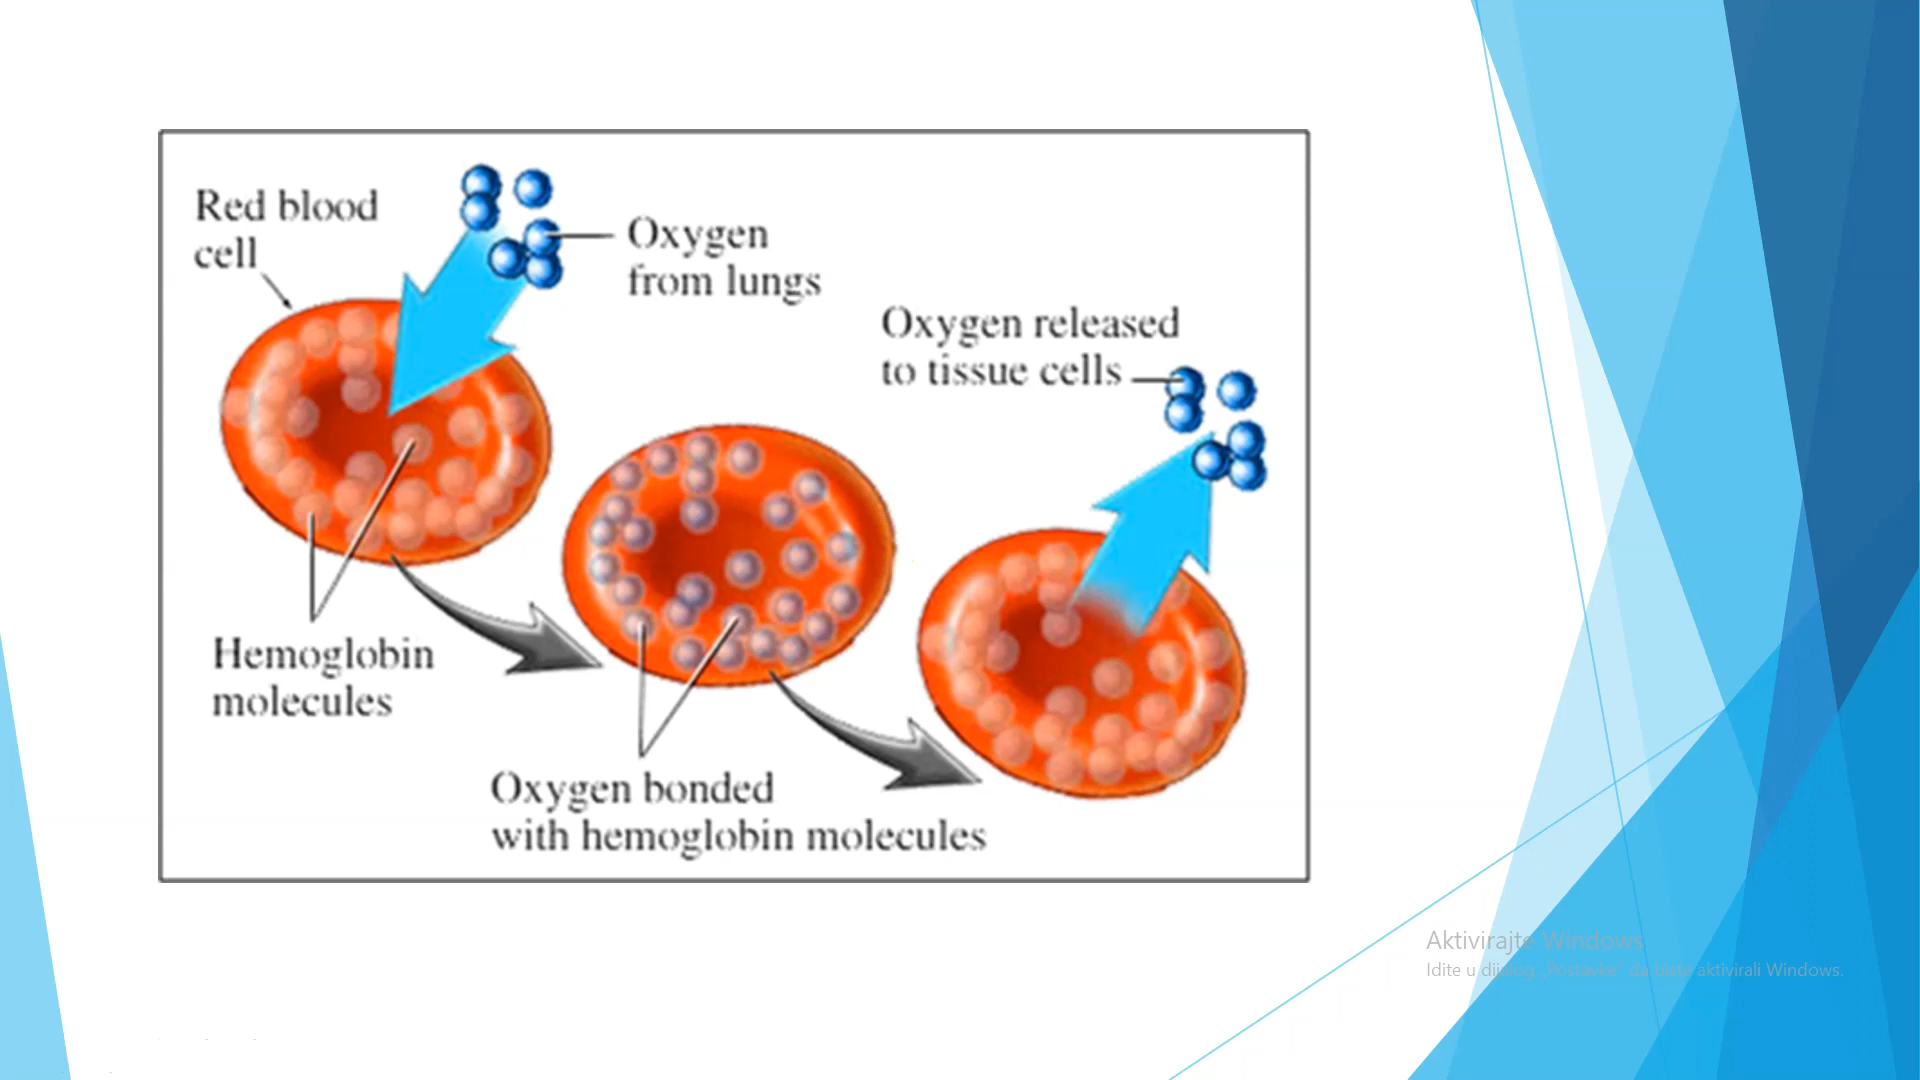 Red blood
cell
Oxygen
from lungs
Oxygen released
to tissue cells
Hemoglobin
molecules
Oxygen bonded
with hemoglobin molecules
Aktivirajte Windows
Idite u dijalog „Postavke“ da biste aktivirali Windows.